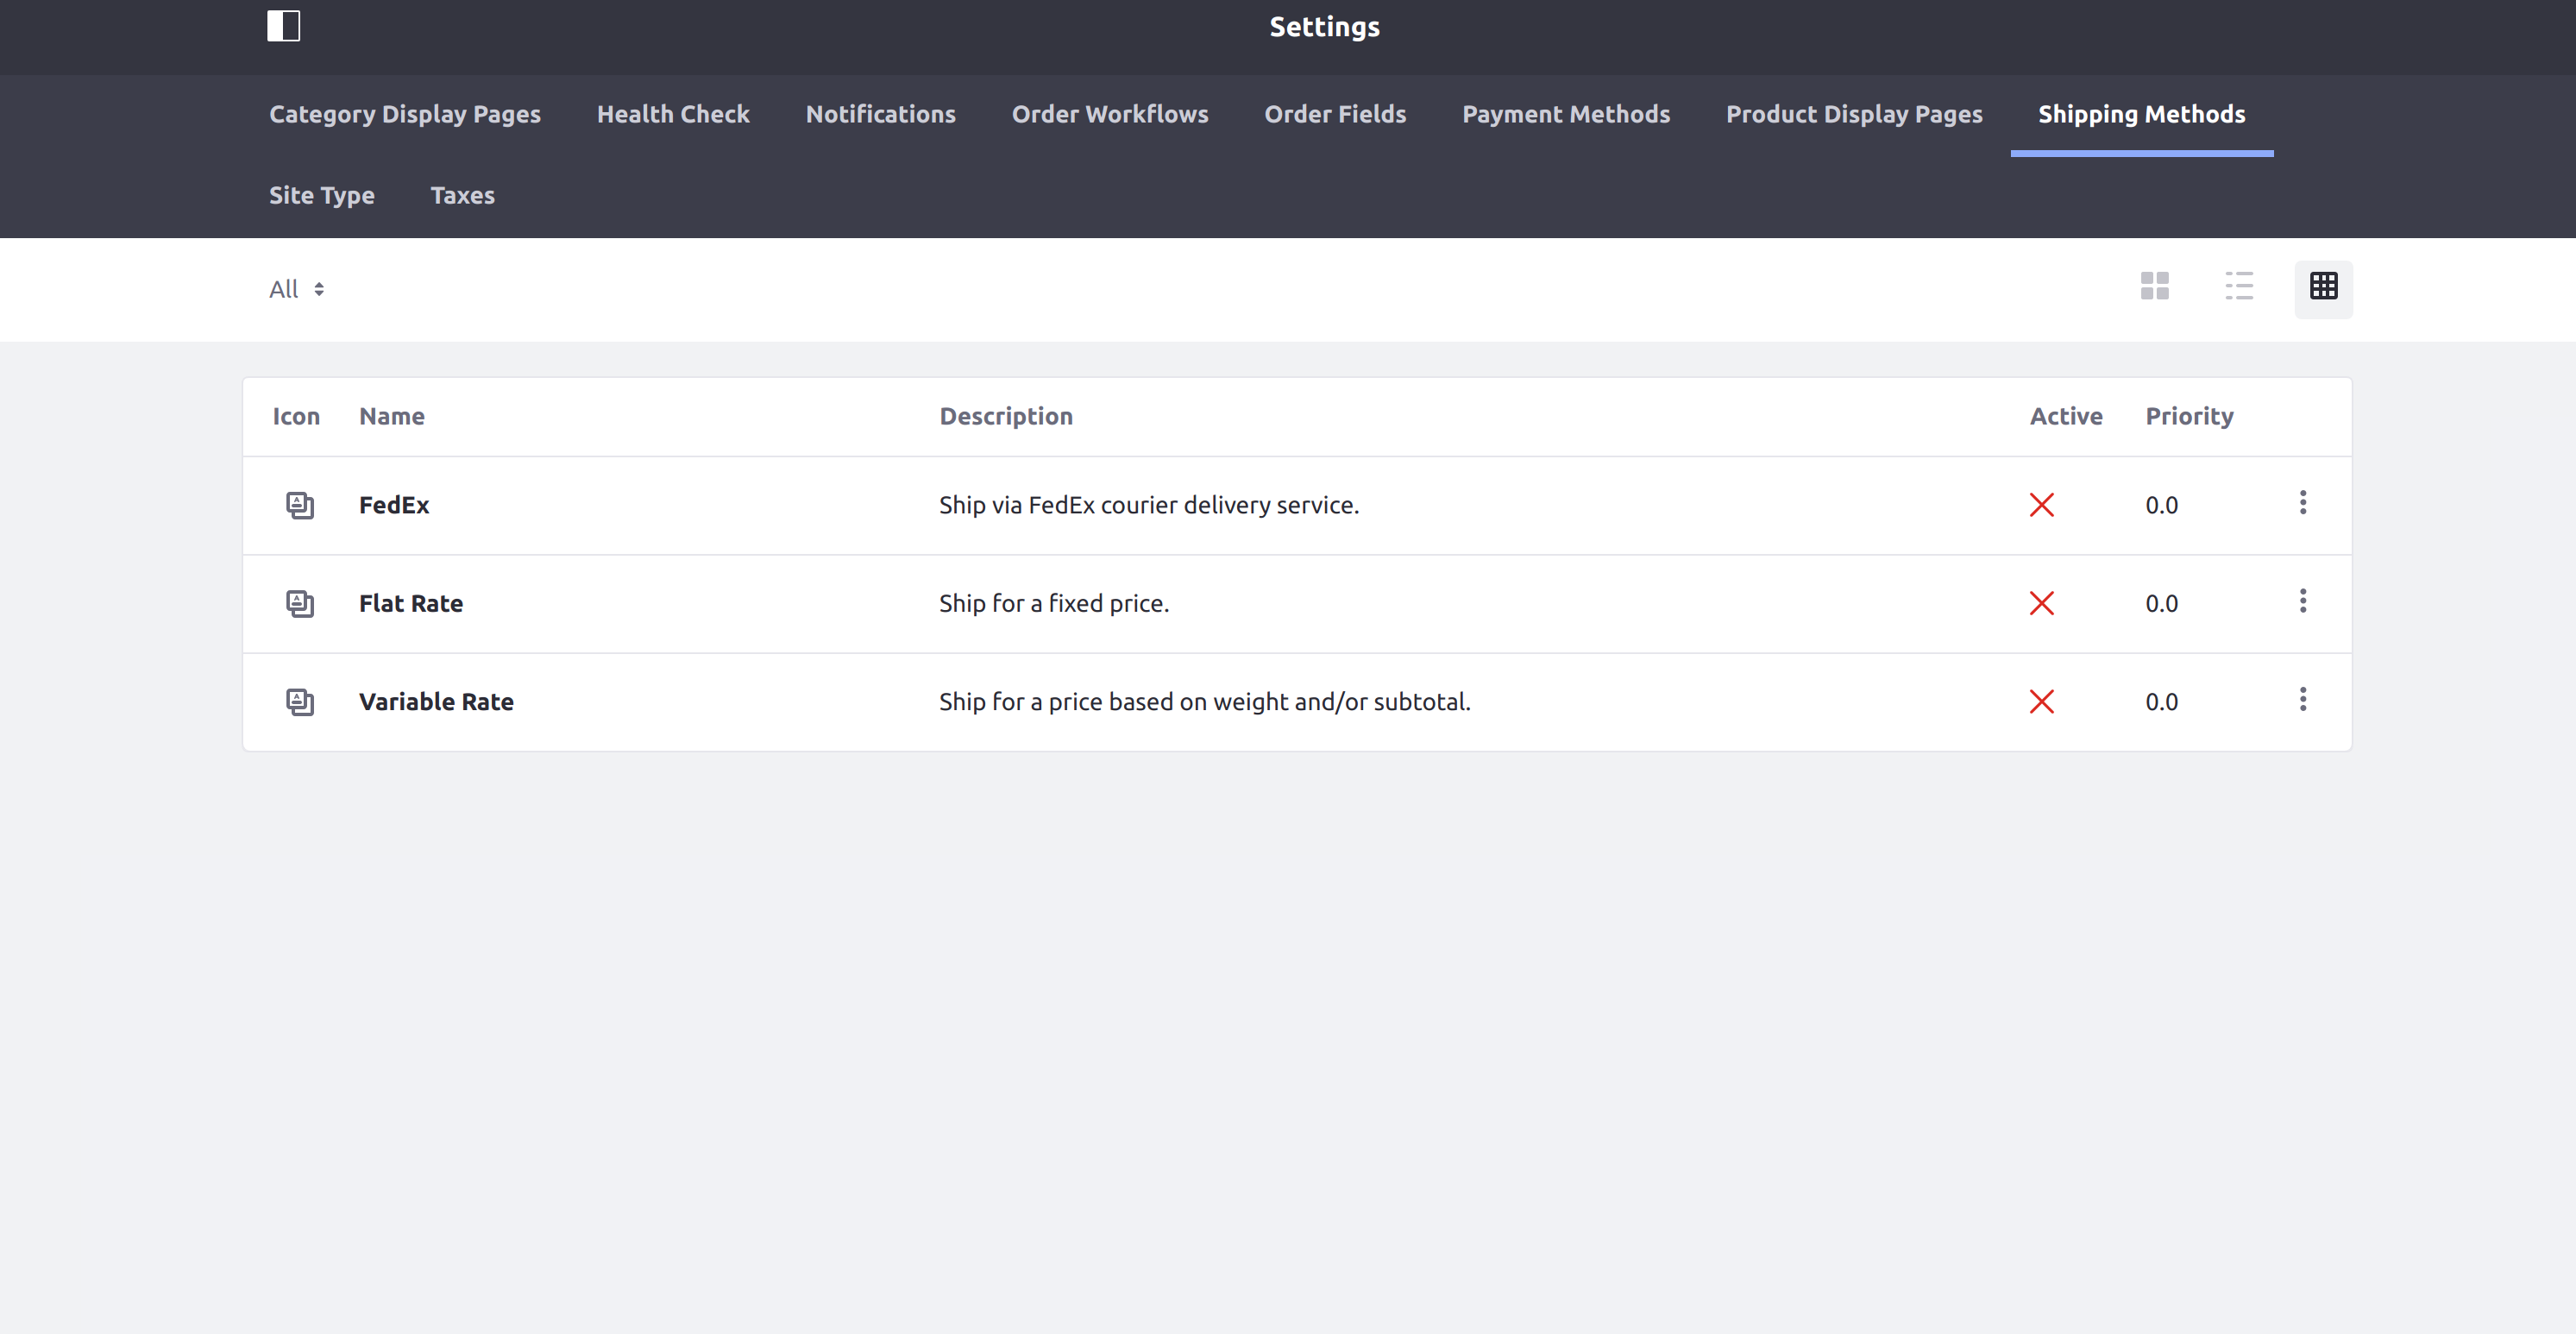 Settings
Category Display Pages Health Check Notifications Order Workflows Order Fields Payment Methods Product Display Pages Shipping Methods
Site Type Taxes
All
Icon Name Description Active Priority
FedEx Ship via FedEx courier delivery service. 0.0
Flat Rate Ship for a fixed price. 0.0
Variable Rate Ship for a price based on weight and/or subtotal. 0.0